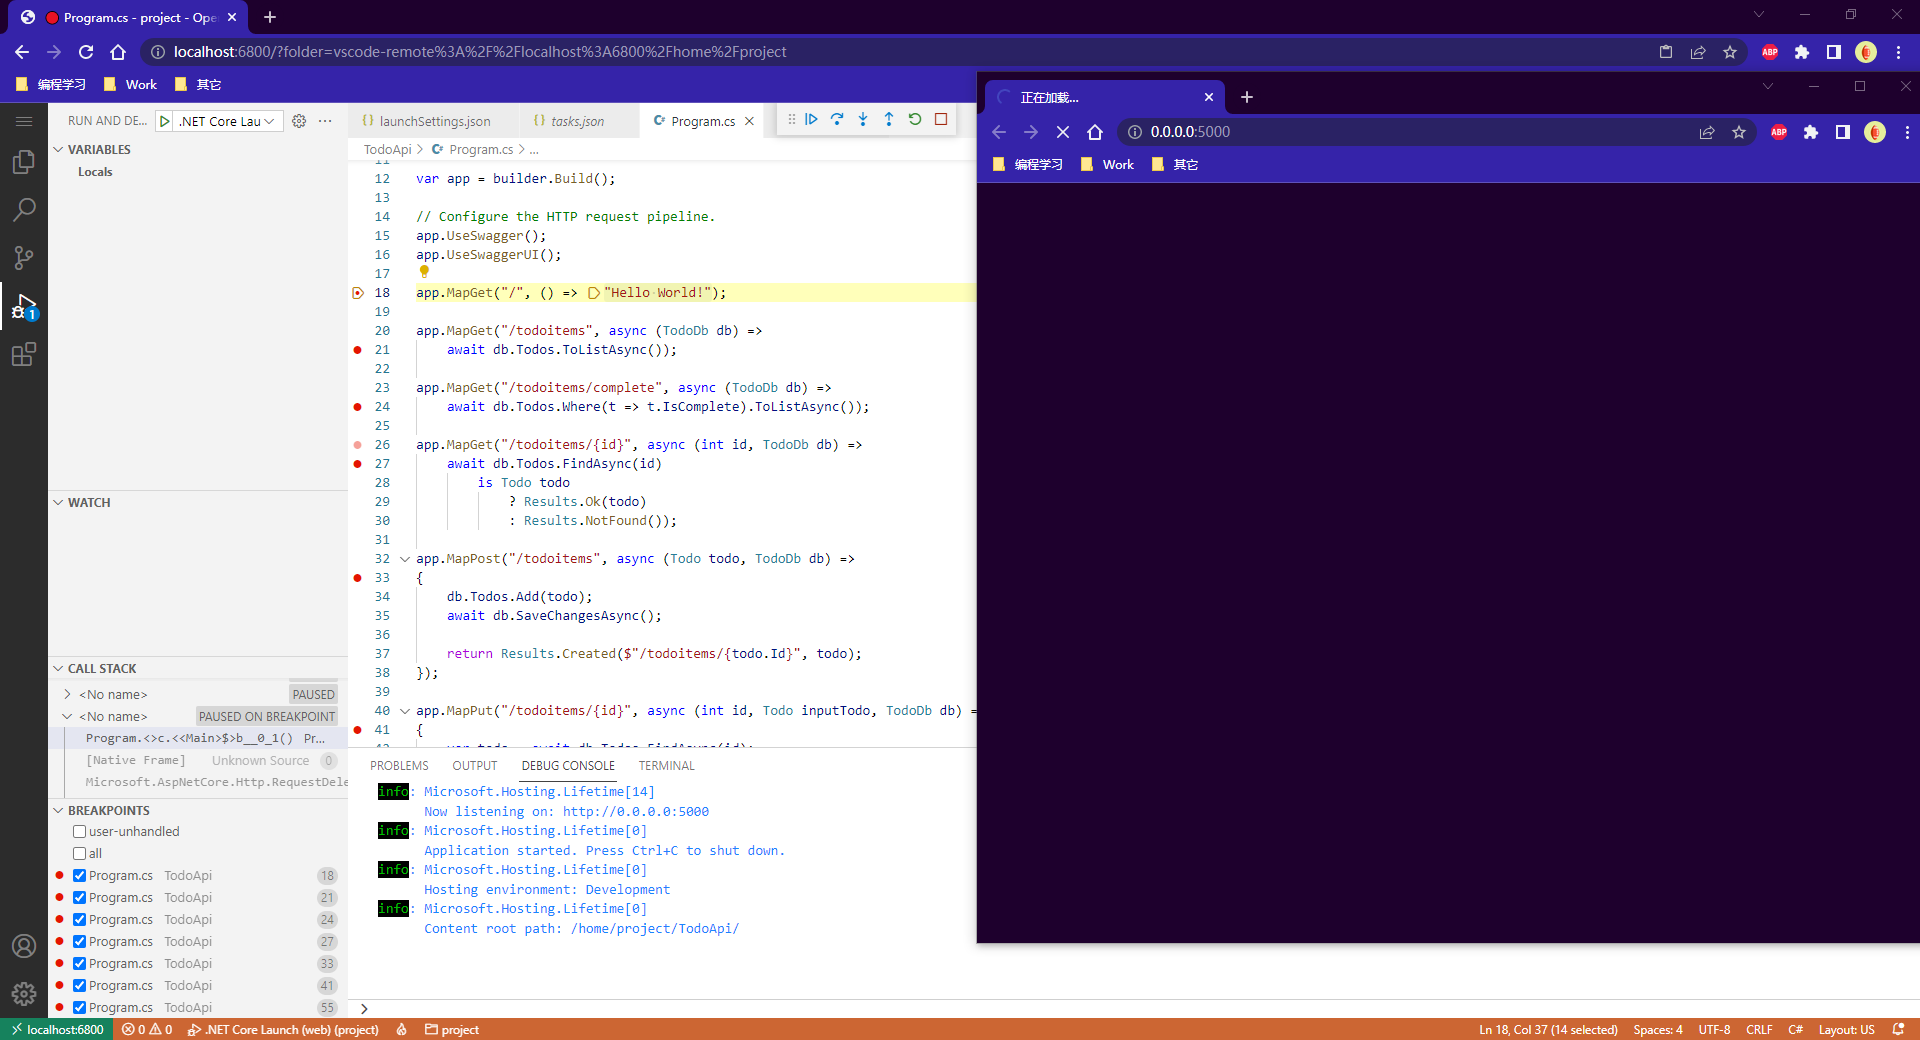 Program.cs - project - Ope
localhost:6800/?folder=vscode-remote%3A%2F%2Flocalhost%3A6800%2Fhome%2Fproject
ABP
编程学习 Work 其它
RUN AND DE... .NET Core Lau
VARIABLES
Locals
WATCH
CALL STACK
<No name> PAUSED
<No name> PAUSED ON BREAKPOINT
Program.<>c.<<Main>$>b__0_1() Pr...
[Native Frame] Unknown Source 0
Microsoft.AspNetCore.Http.RequestDele
BREAKPOINTS
user-unhandled
all
Program.cs TodoApi 18
Program.cs TodoApi 21
Program.cs TodoApi 24
Program.cs TodoApi 27
Program.cs TodoApi 33
Program.cs TodoApi 41
Program.cs TodoApi 55
1
launchSettings.json tasks.json Program.cs
TodoApi > Program.cs > ...
11
12 var app = builder.Build();
13
14 // Configure the HTTP request pipeline.
15 app.UseSwagger();
16 app.UseSwaggerUI();
17
18 app.MapGet("/", () => "Hello·World!");
19
20 app.MapGet("/todoitems", async (TodoDb db) =>
21 await db.Todos.ToListAsync());
22
23 app.MapGet("/todoitems/complete", async (TodoDb db) =>
24 await db.Todos.Where(t => t.IsComplete).ToListAsync());
25
26 app.MapGet("/todoitems/{id}", async (int id, TodoDb db) =>
27 await db.Todos.FindAsync(id)
28 is Todo todo
29 ? Results.Ok(todo)
30 : Results.NotFound());
31
32 app.MapPost("/todoitems", async (Todo todo, TodoDb db) =>
33 {
34 db.Todos.Add(todo);
35 await db.SaveChangesAsync();
36
37 return Results.Created($"/todoitems/{todo.Id}", todo);
38 });
39
40 app.MapPut("/todoitems/{id}", async (int id, Todo inputTodo, TodoDb db) =
41 {
42 var todo = await db.Todos.FindAsync(id);
PROBLEMS OUTPUT DEBUG CONSOLE TERMINAL
info: Microsoft.Hosting.Lifetime[14]
Now listening on: http://0.0.0.0:5000
info: Microsoft.Hosting.Lifetime[0]
Application started. Press Ctrl+C to shut down.
info: Microsoft.Hosting.Lifetime[0]
Hosting environment: Development
info: Microsoft.Hosting.Lifetime[0]
Content root path: /home/project/TodoApi/
正在加载...
0.0.0.0:5000
ABP
编程学习 Work 其它
localhost:6800 0 0 .NET Core Launch (web) (project) project
Ln 18, Col 37 (14 selected) Spaces: 4 UTF-8 CRLF C# Layout: US